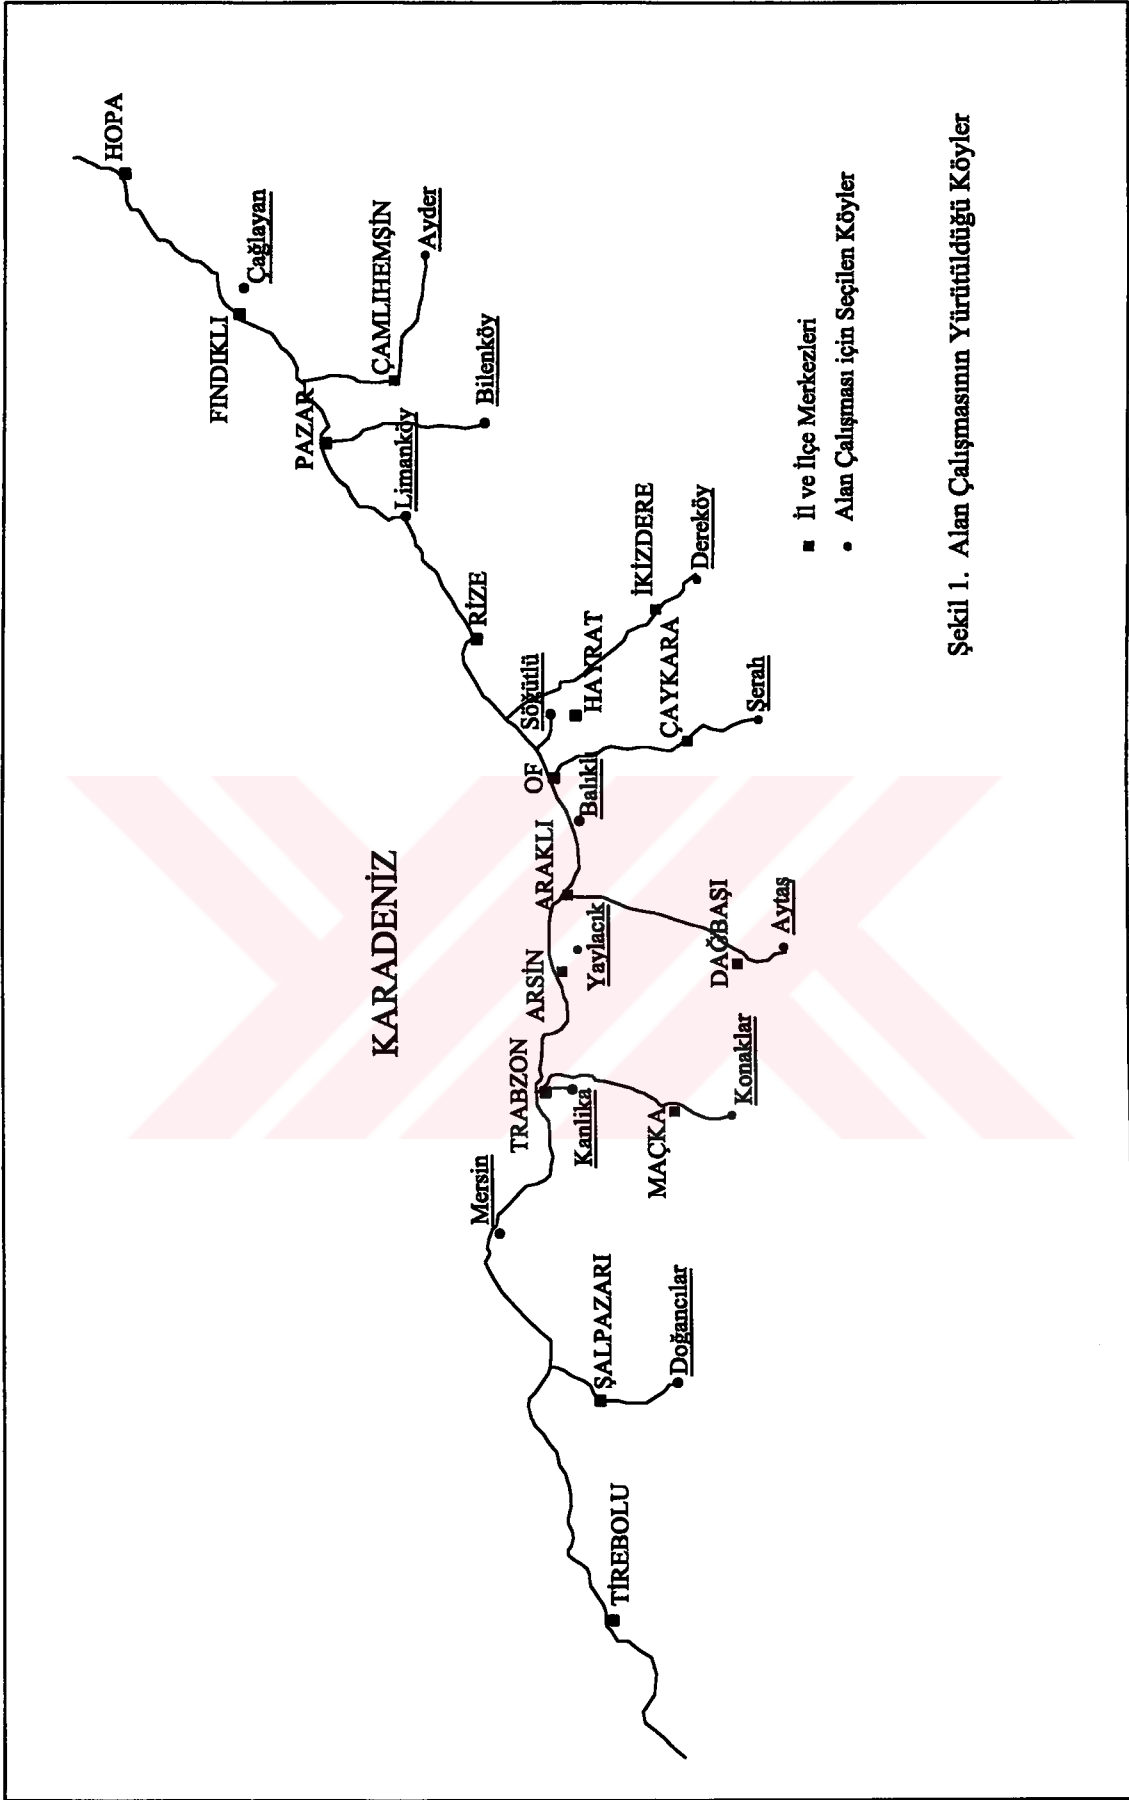 KARADENİZ
HOPA
Çağlayan
FINDIKLI
ÇAMLIHEMŞİN
Ayder
PAZAR
Bilenköy
Limanköy
RİZE
İKİZDERE
Dereköy
Söğütlü
HAYRAT
ÇAYKARA
Şerah
OF
Balıklı
ARAKLI
Yaylacık
DAĞBAŞI
Aytaş
ARSİN
TRABZON
Kanlika
MAÇKA
Konaklar
Mersin
ŞALPAZARI
Doğancılar
TİREBOLU
İl ve İlçe Merkezleri
Alan Çalışması için Seçilen Köyler
Şekil 1. Alan Çalışmasının Yürütüldüğü Köyler